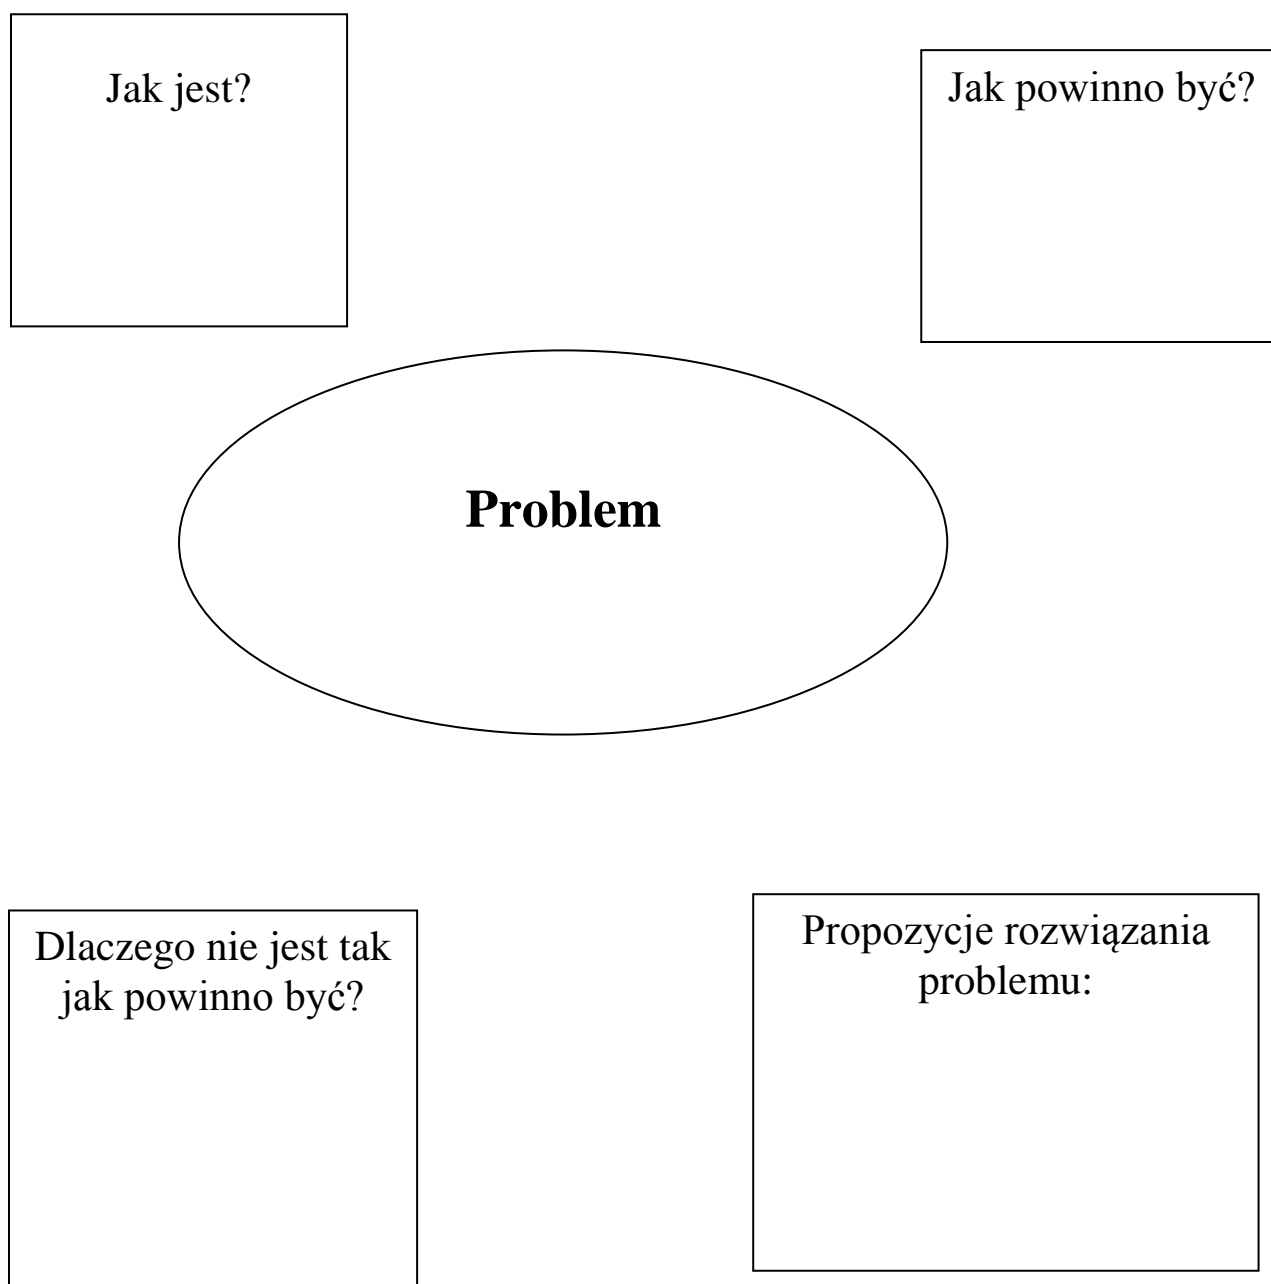 Jak jest?
Jak powinno być?
Problem
Dlaczego nie jest tak
jak powinno być?
Propozycje rozwiązania
problemu: